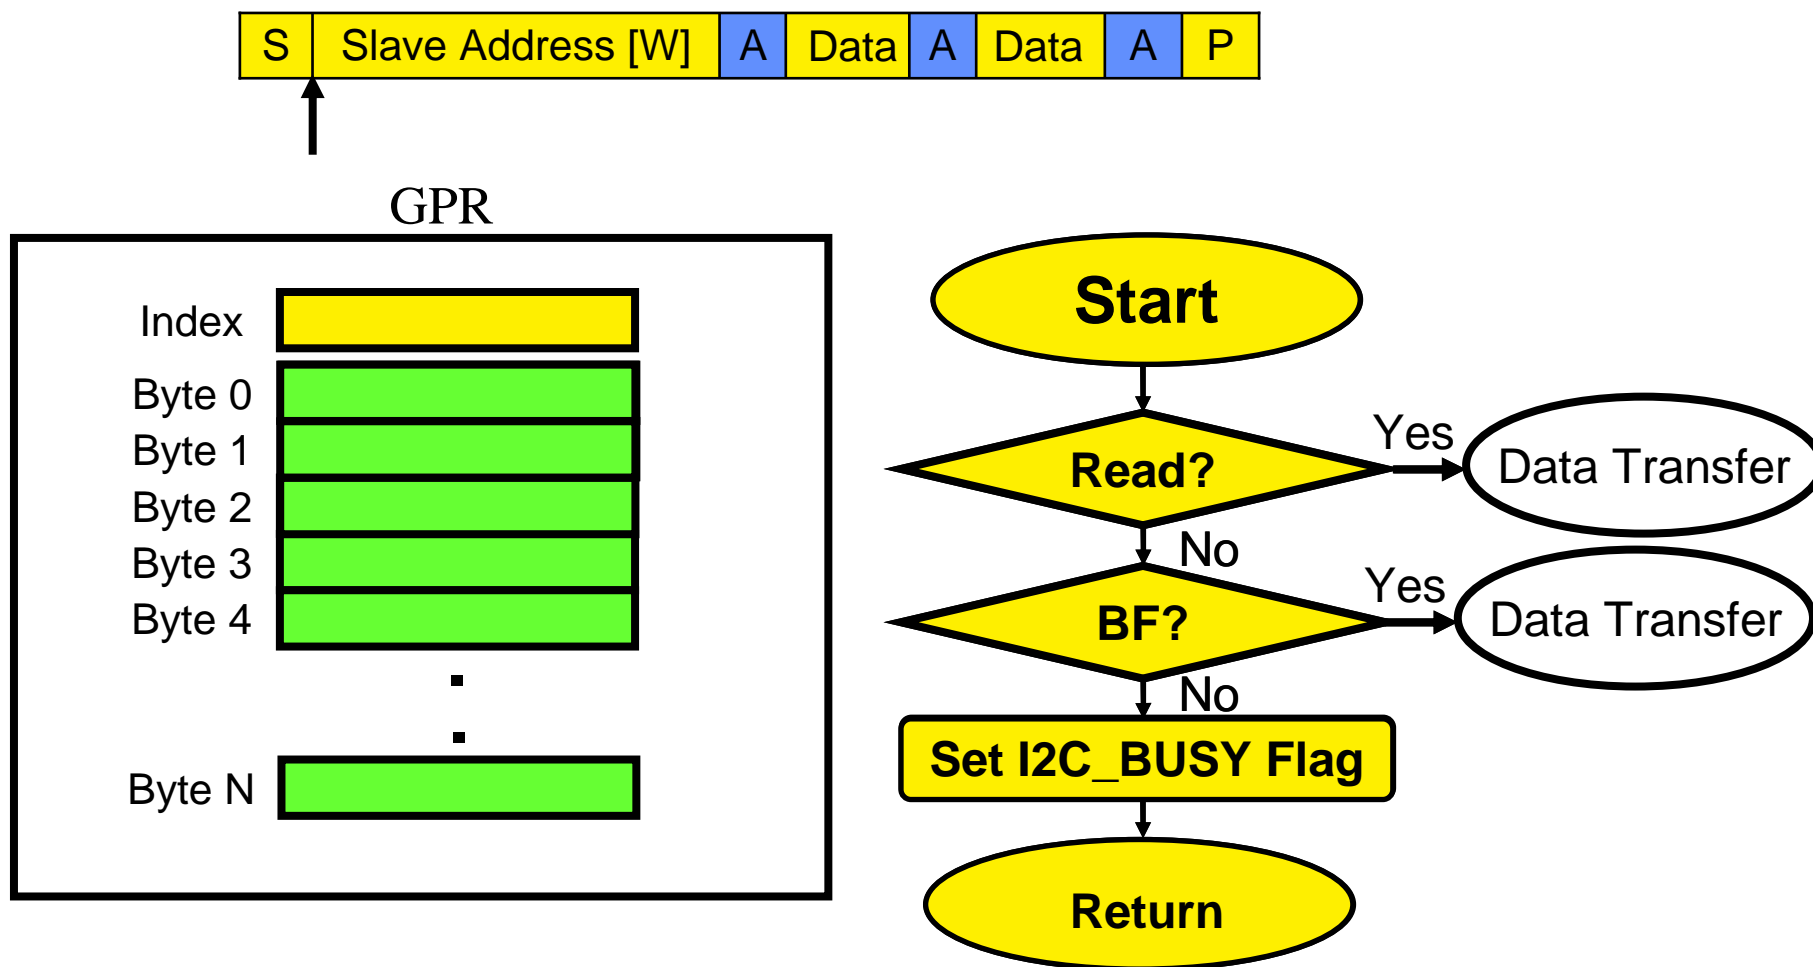 S Slave Address [W] A Data A Data A P
GPR
Index
Byte 0
Byte 1
Byte 2
Byte 3
Byte 4
Byte N
Start
Read?
Yes
Data Transfer
No
BF?
Yes
Data Transfer
No
Set I2C_BUSY Flag
Return